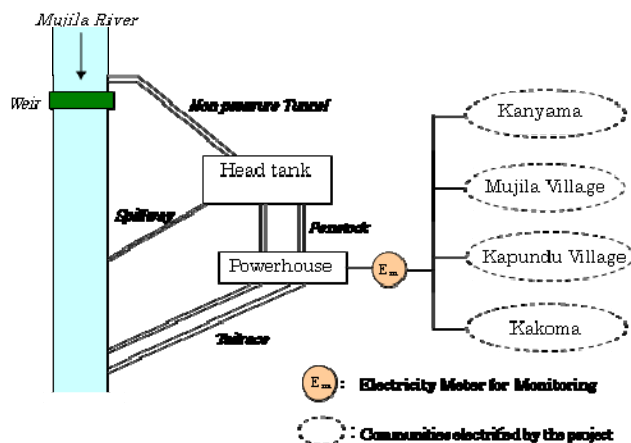 Mujila River
Weir
Non-pressure Tunnel
Head tank
Spillway
Penstock
Powerhouse
Em
Tailrace
Kanyama
Mujila Village
Kapundu Village
Kakoma
Em : Electricity Meter for Monitoring
: Communities electrified by the project